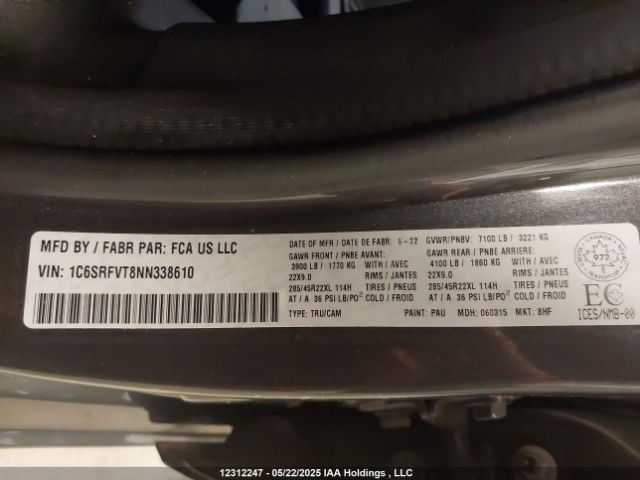 MFD BY / FABR PAR: FCA US LLC
VIN: 1C6SRFVT8NN338610
DATE OF MFR / DATE DE FABR: 6-22 GVWR/PNBV: 7100 LB / 3221 KG
GAWR FRONT / PNBE AVANT: GAWR REAR / PNBE ARRIERE:
3900 LB / 1770 KG WITH / AVEC 4100 LB / 1860 KG WITH / AVEC
22X9.0 RIMS / JANTES 22X9.0 RIMS / JANTES
285/45R22XL 114H TIRES / PNEUS 285/45R22XL 114H TIRES / PNEUS
AT / A 36 PSI LB/PO² COLD / FROID AT / A 36 PSI LB/PO² COLD / FROID
TYPE: TRU/CAM PAINT: PAU MDH: 060315 MKT: BHF
CANADA
972
EC
ICES/NMB-00
12312247 - 05/22/2025 IAA Holdings , LLC